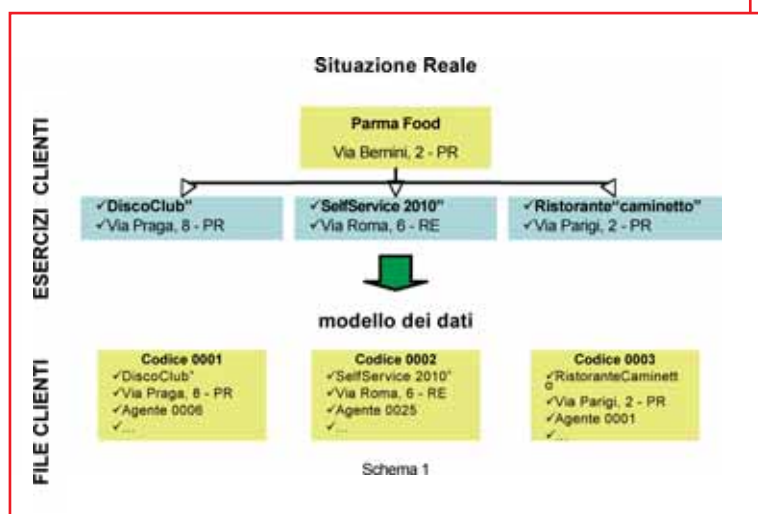 Situazione Reale
ESERCIZI CLIENTI
Parma Food
Via Bernini, 2 - PR
✓DiscoClub"
✓Via Praga, 8 - PR
✓SelfService 2010"
✓Via Roma, 6 - RE
✓Ristorante"caminetto"
✓Via Parigi, 2 - PR
modello dei dati
FILE CLIENTI
Codice 0001
✓DiscoClub"
✓Via Praga, 8 - PR
✓Agente 0006
✓...
Codice 0002
✓SelfService 2010"
✓Via Roma, 6 - RE
✓Agente 0025
✓...
Codice 0003
✓RistoranteCaminett
o
✓Via Parigi, 2 - PR
✓Agente 0001
✓...
Schema 1